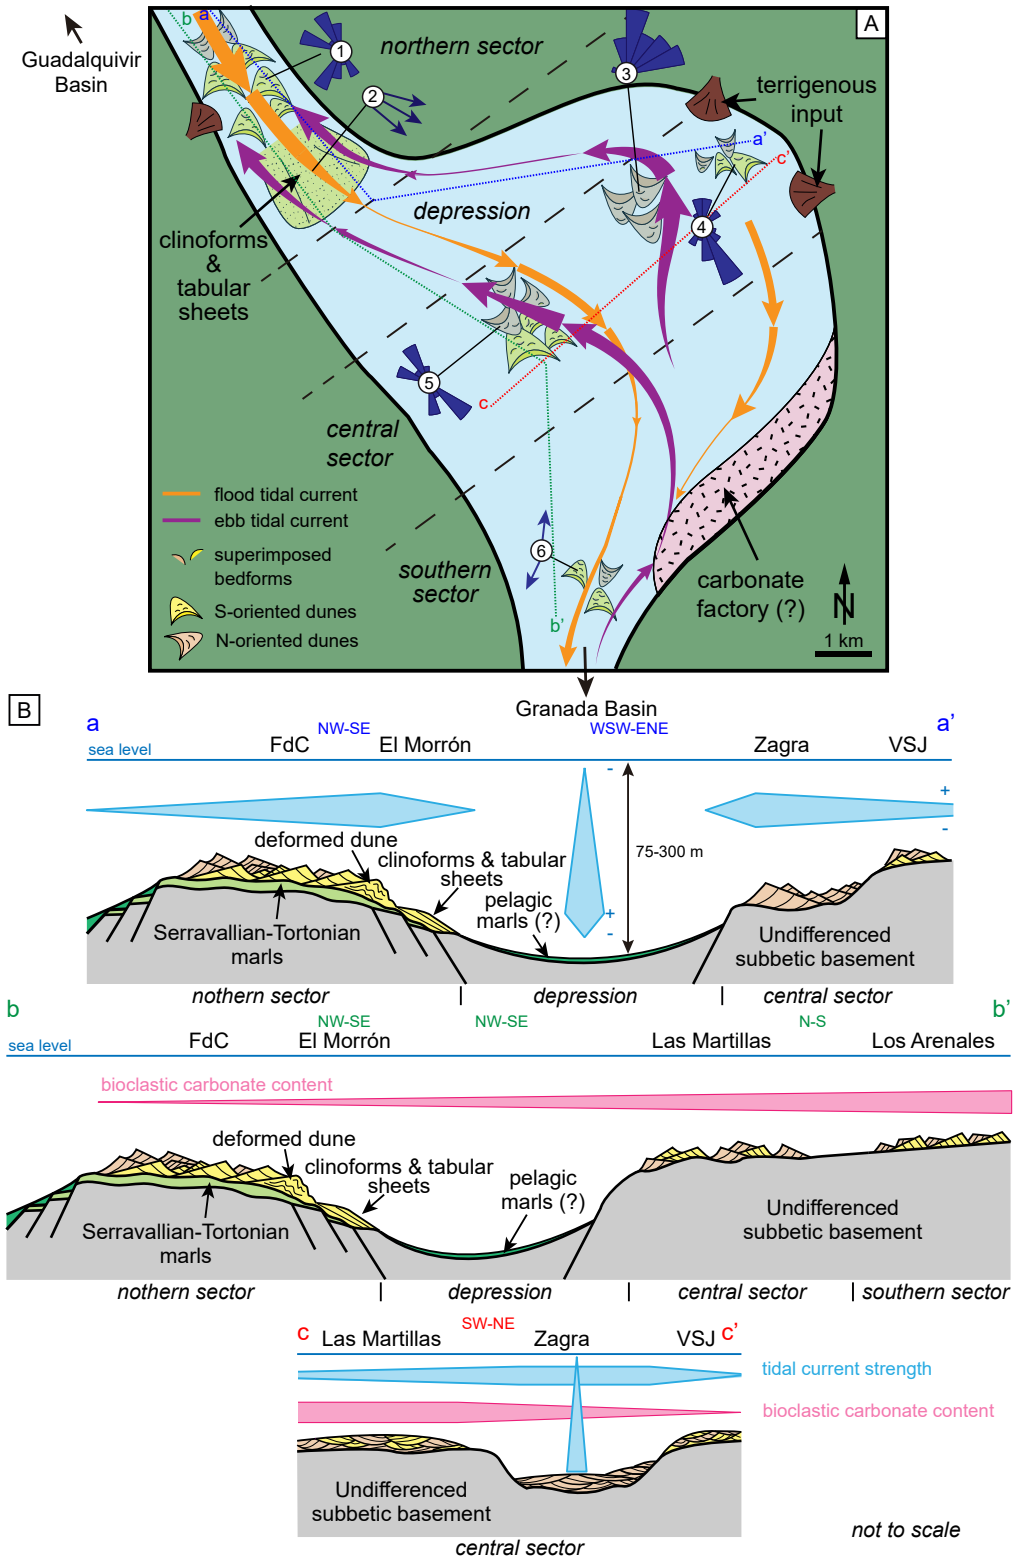 A
b
a
Guadalquivir
Basin
northern sector
1
2
3
terrigenous
input
a'
c'
depression
4
clinoforms
&
tabular
sheets
5
c
central
sector
flood tidal current
ebb tidal current
superimposed
bedforms
S-oriented dunes
N-oriented dunes
6
southern
sector
b'
carbonate
factory (?)
N
1 km
Granada Basin
B
a
NW-SE
WSW-ENE
a'
sea level
FdC
El Morrón
Zagra
VSJ
-
+
-
75-300 m
+
-
deformed dune
clinoforms & tabular
sheets
pelagic
marls (?)
Serravallian-Tortonian
marls
Undifferenced
subbetic basement
nothern sector
depression
central sector
b
NW-SE
NW-SE
N-S
b'
sea level
FdC
El Morrón
Las Martillas
Los Arenales
bioclastic carbonate content
deformed dune
clinoforms & tabular
sheets
pelagic
marls (?)
Serravallian-Tortonian
marls
Undifferenced
subbetic basement
nothern sector
depression
central sector
southern sector
c
Las Martillas
SW-NE
Zagra
VSJ
c'
tidal current strength
bioclastic carbonate content
Undifferenced
subbetic basement
central sector
not to scale